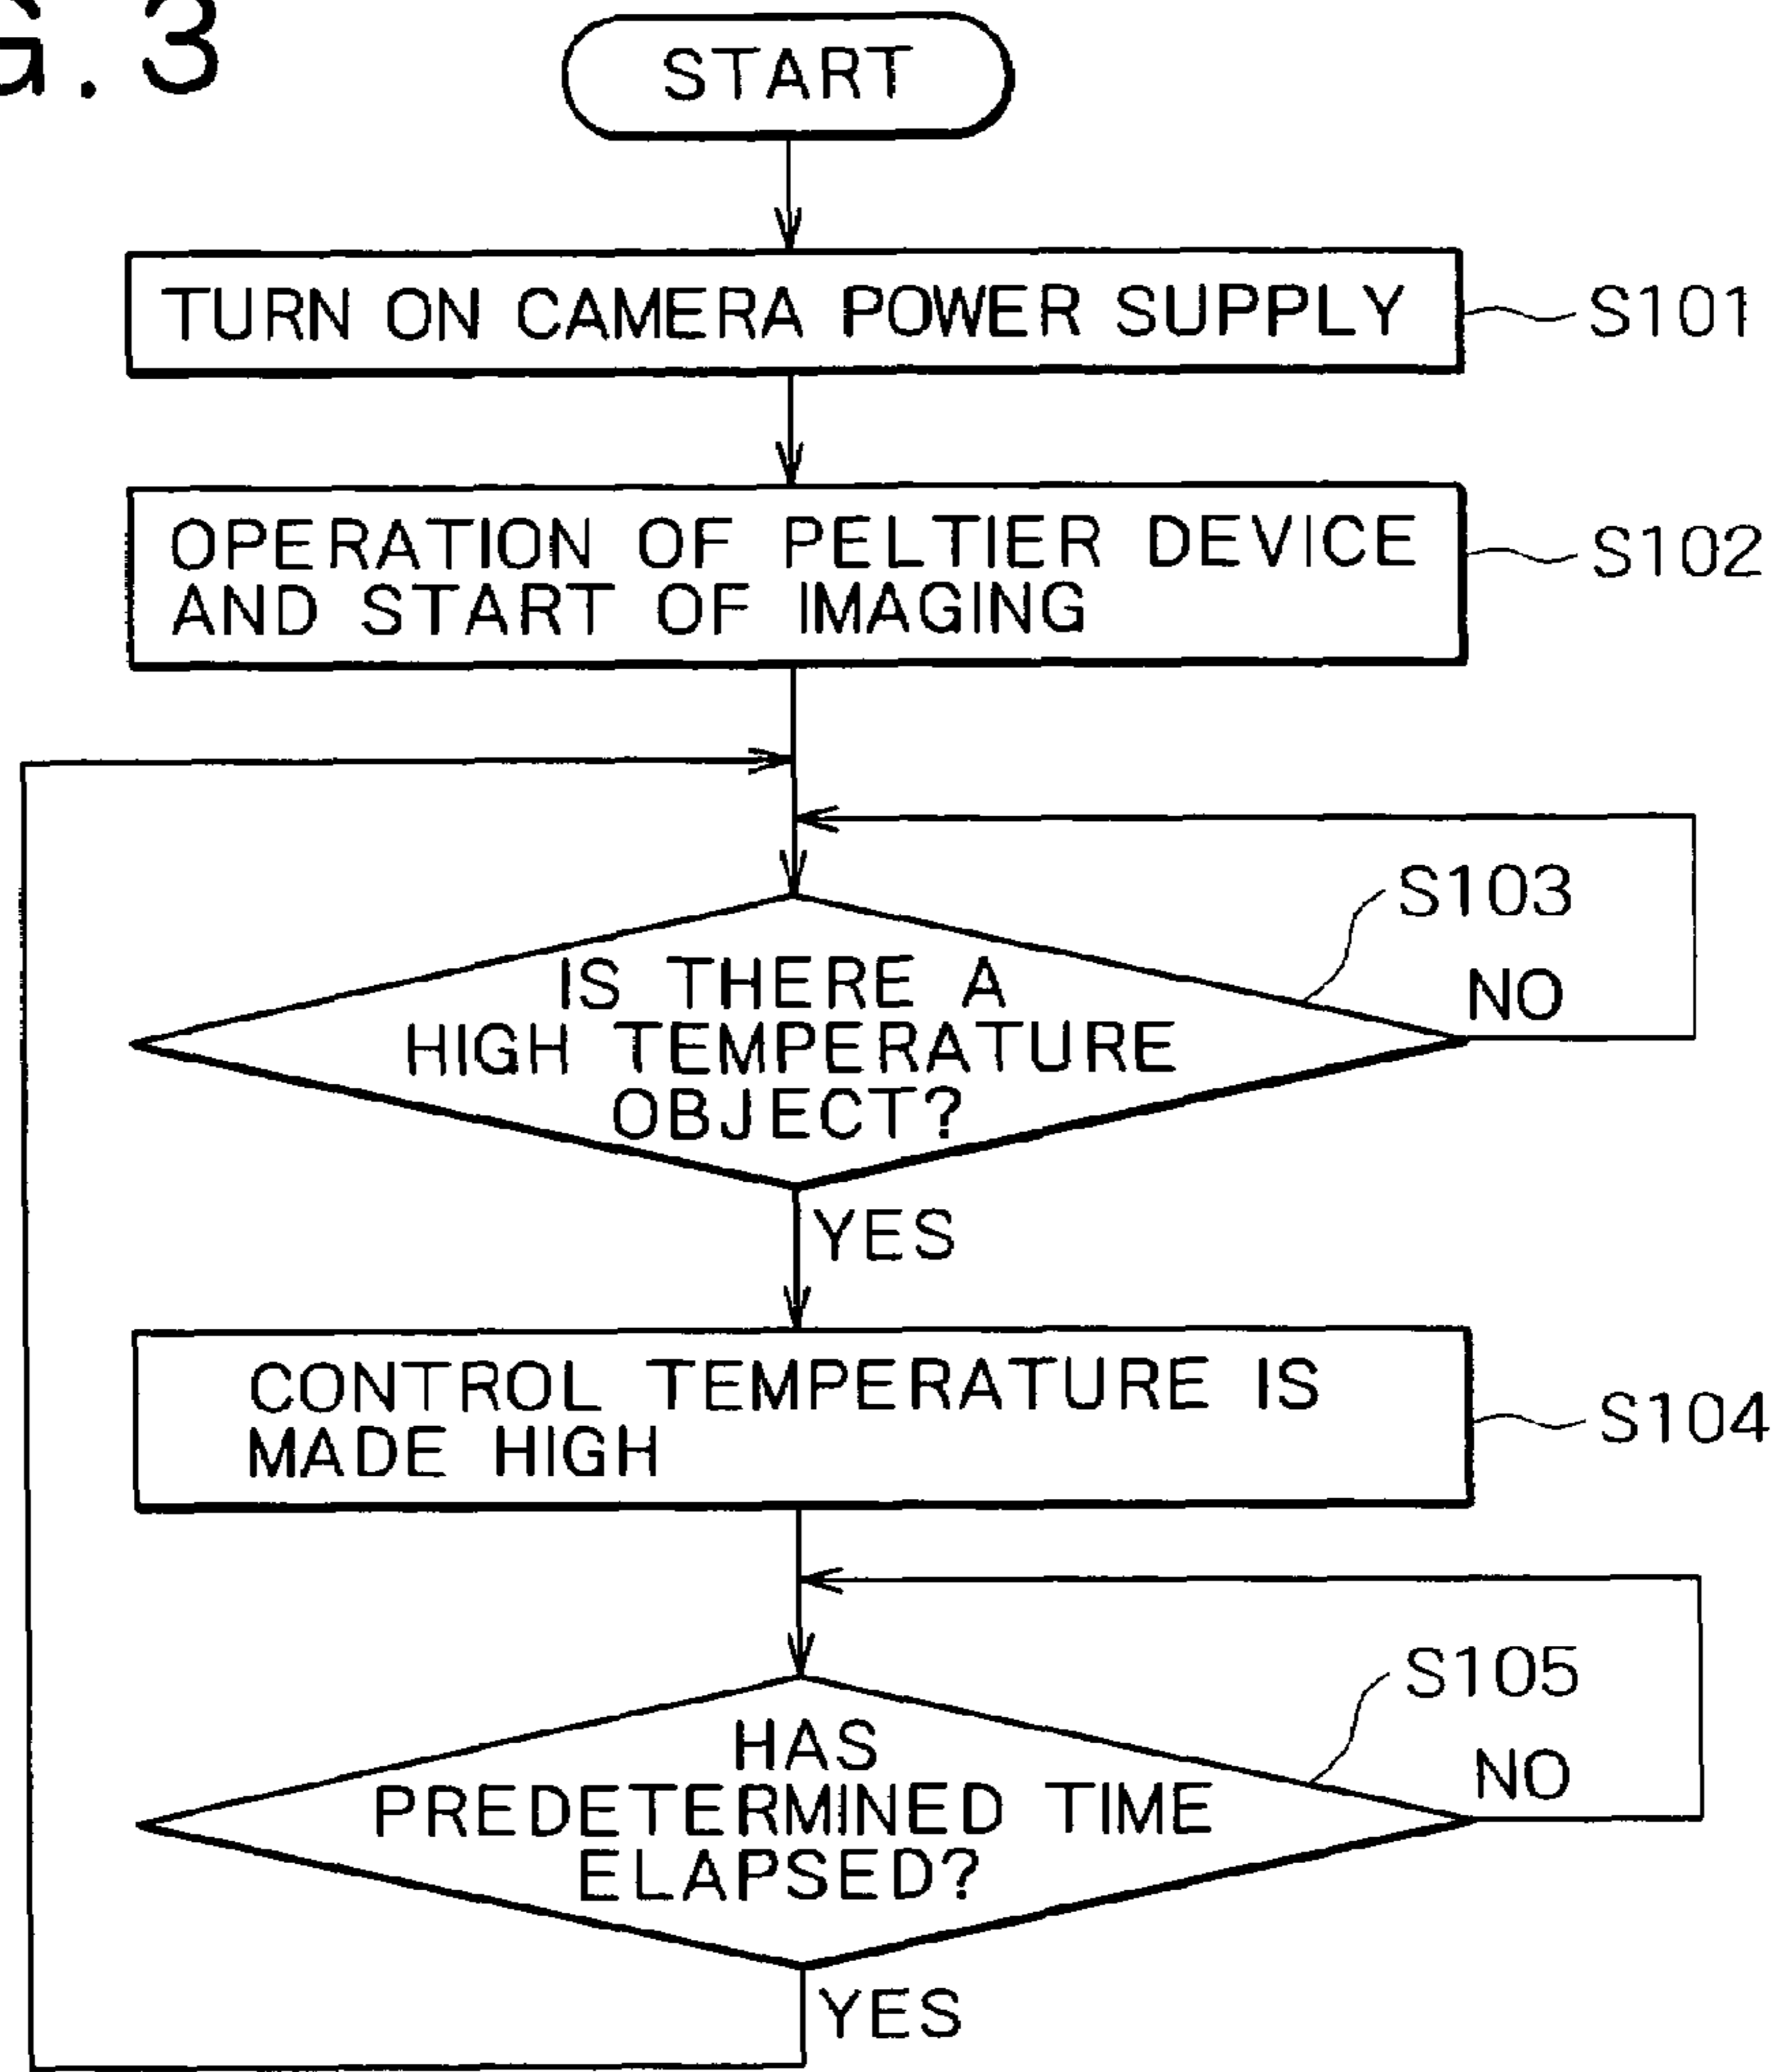 G. 3
START
TURN ON CAMERA POWER SUPPLY
S101
OPERATION OF PELTIER DEVICE
AND START OF IMAGING
S102
S103
IS THERE A
HIGH TEMPERATURE
OBJECT?
NO
YES
CONTROL TEMPERATURE IS
MADE HIGH
S104
S105
HAS
PREDETERMINED TIME
ELAPSED?
NO
YES